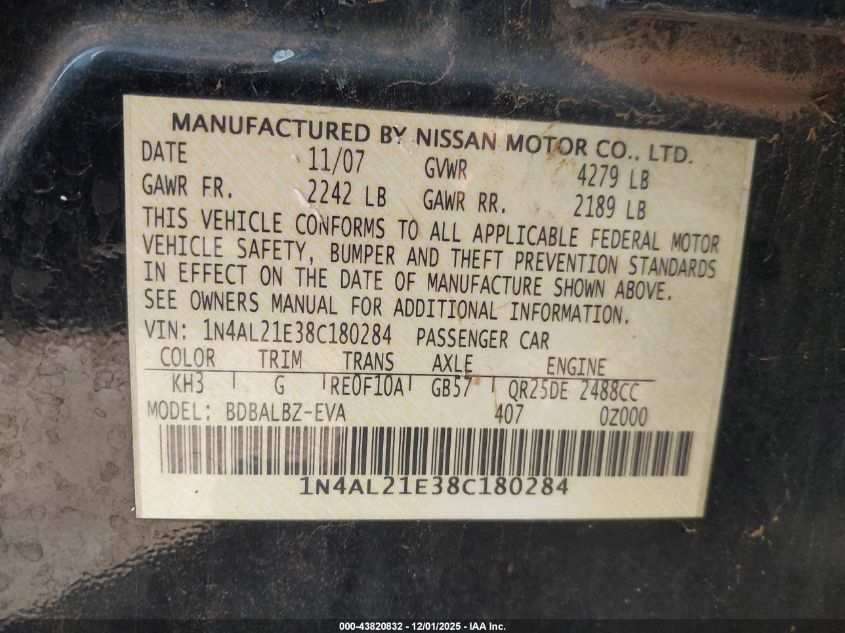 MANUFACTURED BY NISSAN MOTOR CO., LTD.
DATE 11/07 GVWR 4279 LB
GAWR FR. 2242 LB GAWR RR. 2189 LB
THIS VEHICLE CONFORMS TO ALL APPLICABLE FEDERAL MOTOR
VEHICLE SAFETY, BUMPER AND THEFT PREVENTION STANDARDS
IN EFFECT ON THE DATE OF MANUFACTURE SHOWN ABOVE.
SEE OWNERS MANUAL FOR ADDITIONAL INFORMATION.
VIN: 1N4AL21E38C180284 PASSENGER CAR
COLOR TRIM TRANS AXLE ENGINE
KH3 G RE0F10A GB57 QR25DE 2488CC
MODEL: BDBALBZ-EVA 407 0Z000
1N4AL21E38C180284
000-43820832 - 12/01/2025 - IAA Inc.